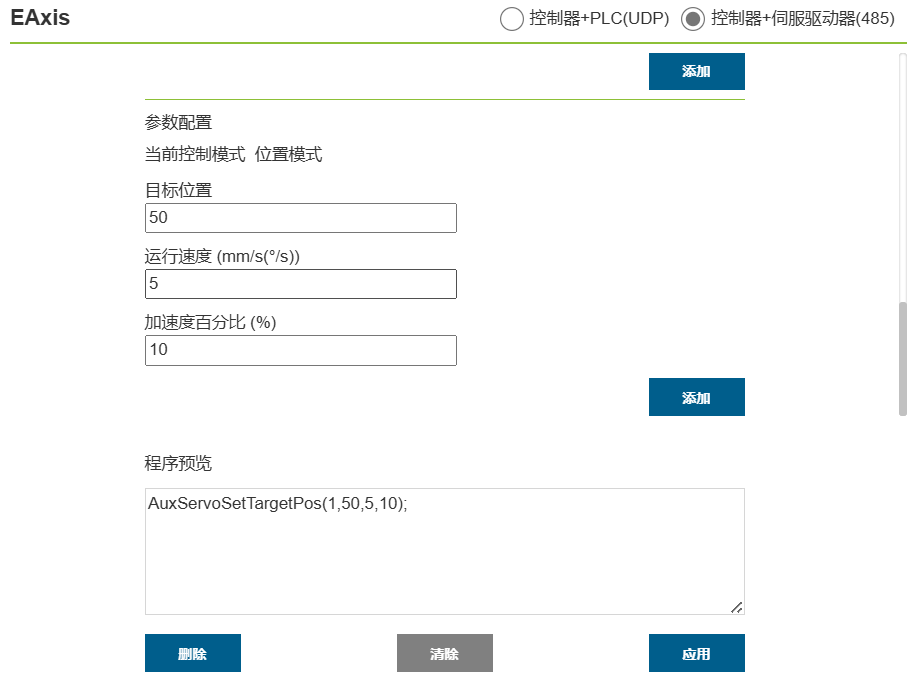 EAxis
控制器+PLC(UDP) 控制器+伺服驱动器(485)
添加
参数配置
当前控制模式 位置模式
目标位置
50
运行速度 (mm/s(°/s))
5
加速度百分比 (%)
10
添加
程序预览
AuxServoSetTargetPos(1,50,5,10);
删除 清除 应用